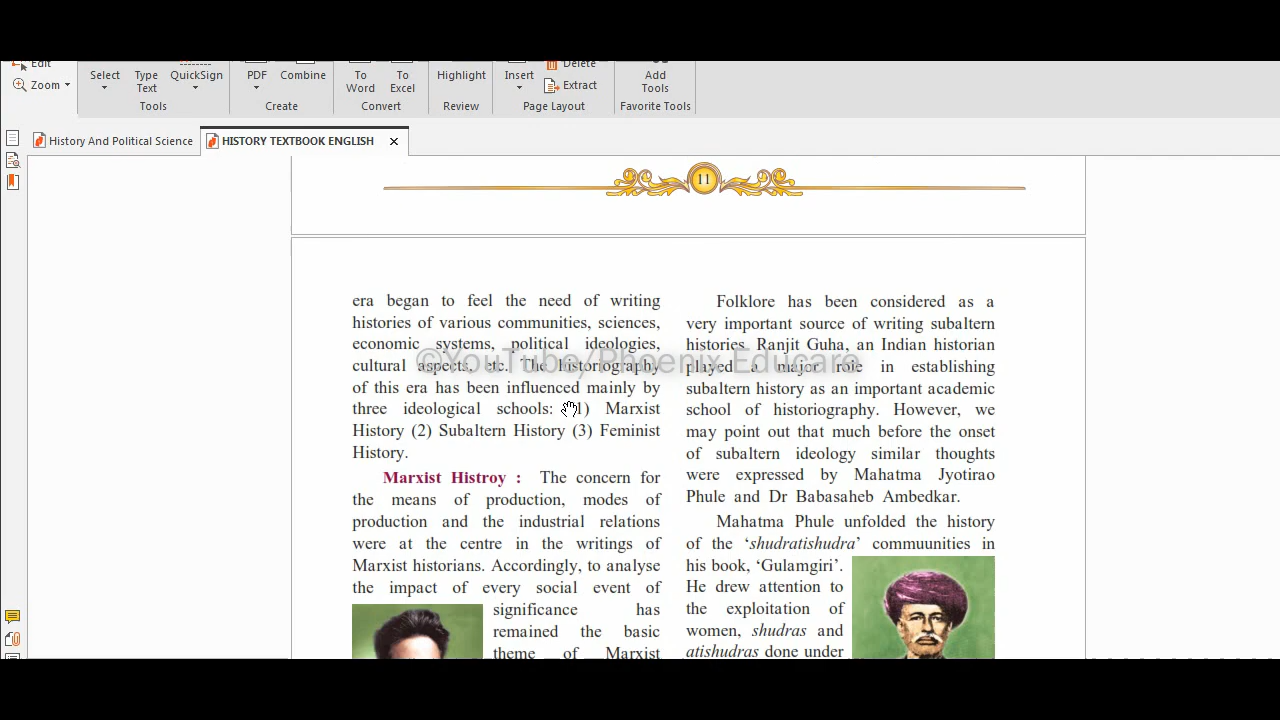 Edit
Zoom
Select
Type
Text
QuickSign
Tools
PDF
Combine
Create
To
Word
To
Excel
Convert
Highlight
Review
Insert
Delete
Extract
Page Layout
Add
Tools
Favorite Tools
History And Political Science
HISTORY TEXTBOOK ENGLISH
11
era began to feel the need of writing
histories of various communities, sciences,
economic systems, political ideologies,
cultural aspects, etc. The historiography
of this era has been influenced mainly by
three ideological schools: (1) Marxist
History (2) Subaltern History (3) Feminist
History.
Marxist Histroy : The concern for
the means of production, modes of
production and the industrial relations
were at the centre in the writings of
Marxist historians. Accordingly, to analyse
the impact of every social event of
significance has
remained the basic
theme of Marxist
Folklore has been considered as a
very important source of writing subaltern
histories. Ranjit Guha, an Indian historian
played a major role in establishing
subaltern history as an important academic
school of historiography. However, we
may point out that much before the onset
of subaltern ideology similar thoughts
were expressed by Mahatma Jyotirao
Phule and Dr Babasaheb Ambedkar.
Mahatma Phule unfolded the history
of the ‘shudratishudra’ commuunities in
his book, ‘Gulamgiri’.
He drew attention to
the exploitation of
women, shudras and
atishudras done under
©YouTube/Phoenix Educare